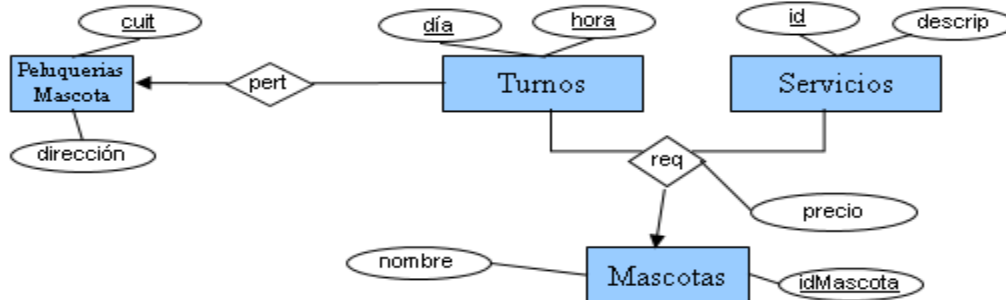 cuit
día
hora
id
descrip
Peluquerias
Mascota
pert
Turnos
Servicios
dirección
req
precio
nombre
Mascotas
idMascota